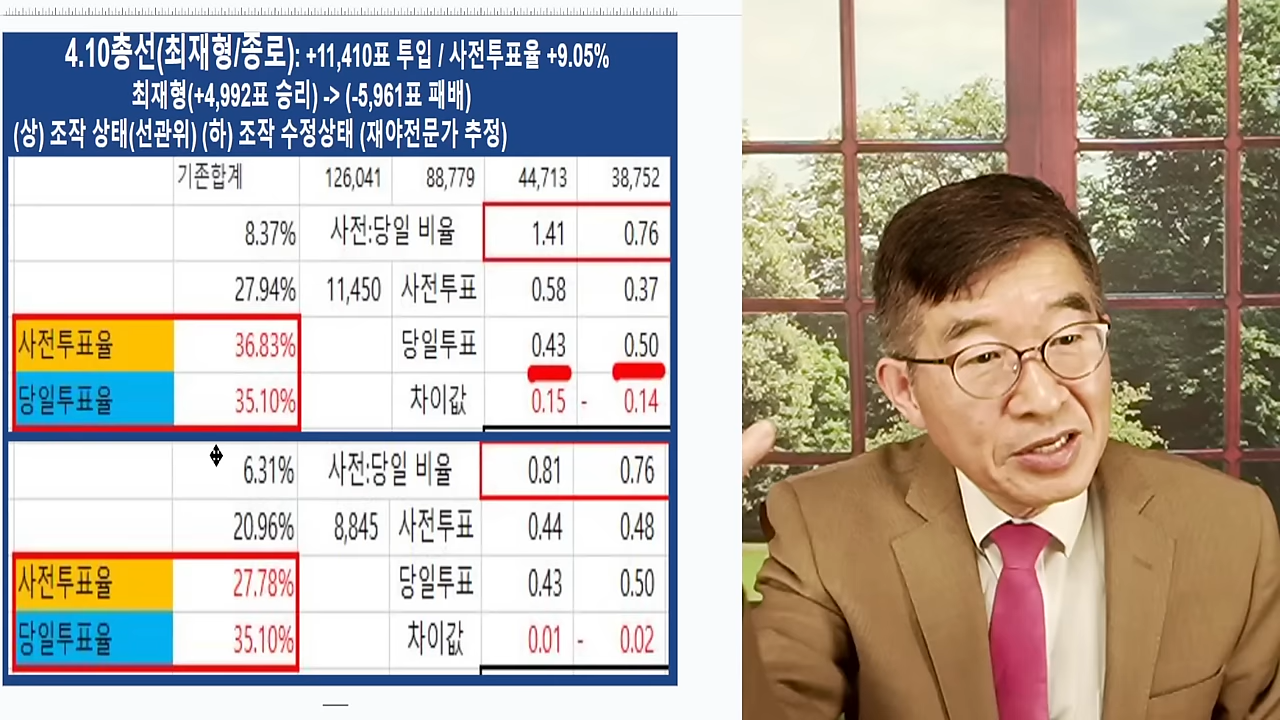 4.10총선(최재형/종로): +11,410표 투입 / 사전투표율 +9.05%
최재형(+4,992표 승리) -> (-5,961표 패배)
(상) 조작 상태(선관위) (하) 조작 수정상태 (재야전문가 추정)
기존합계 126,041 88,779 44,713 38,752
8.37% 사전:당일 비율 1.41 0.76
27.94% 11,450 사전투표 0.58 0.37
사전투표율 36.83% 당일투표 0.43 0.50
당일투표율 35.10% 차이값 0.15 - 0.14
6.31% 사전:당일 비율 0.81 0.76
20.96% 8,845 사전투표 0.44 0.48
사전투표율 27.78% 당일투표 0.43 0.50
당일투표율 35.10% 차이값 0.01 - 0.02